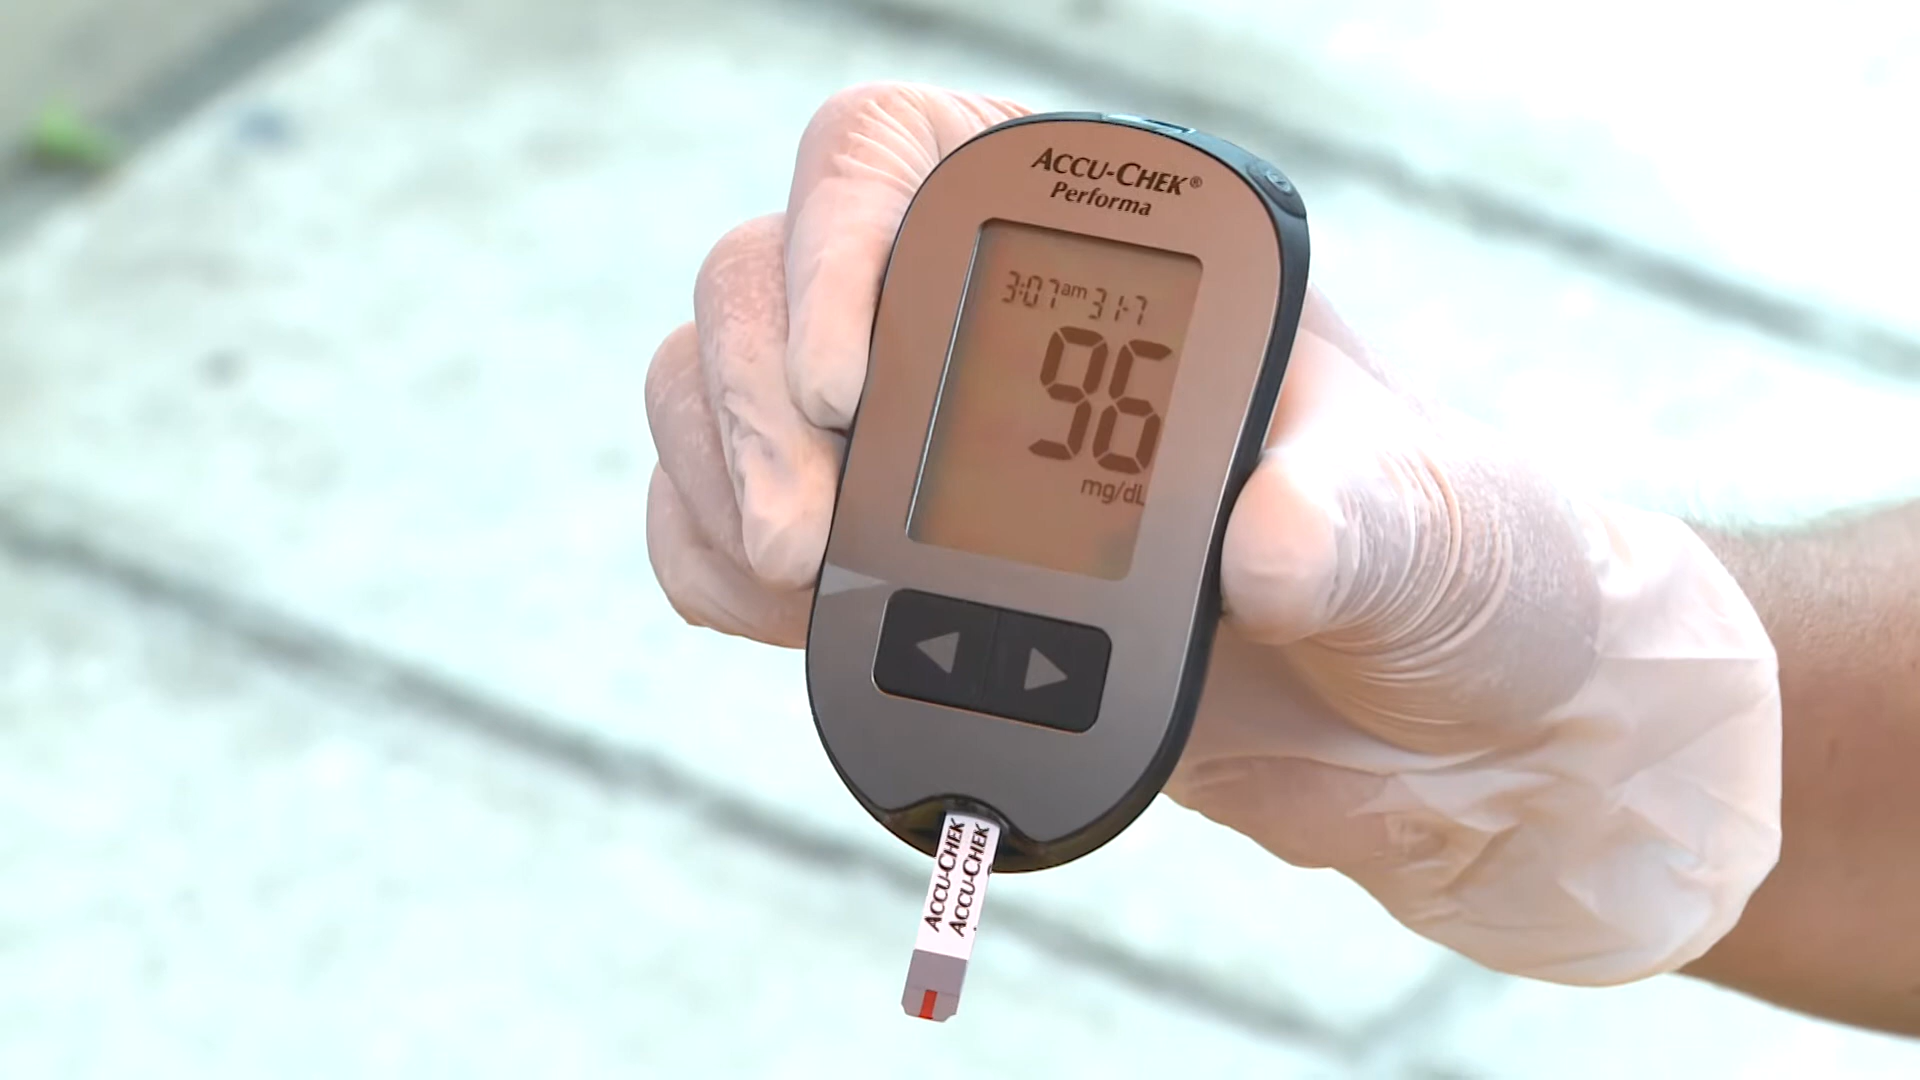 ACCU-CHEK®
Performa
3:07am 31-7
96
mg/dL
ACCU-CHEK
ACCU-CHEK